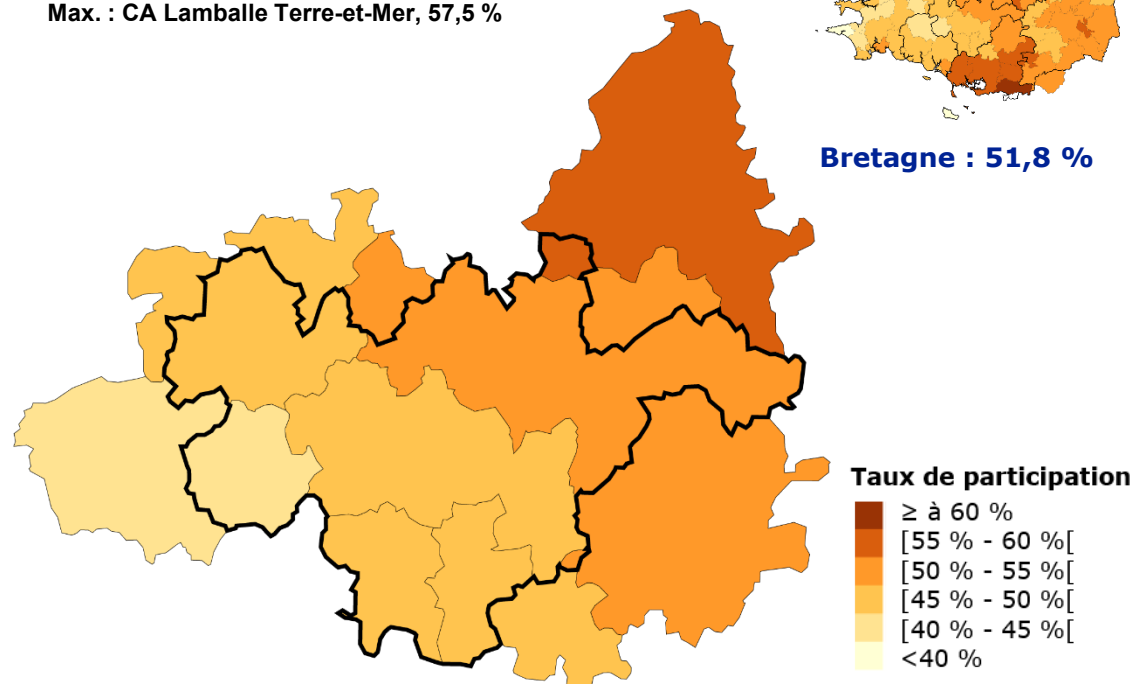 Max. : CA Lamballe Terre-et-Mer, 57,5 %
Bretagne : 51,8 %
Taux de participation
≥ à 60 %
[55 % - 60 %[
[50 % - 55 %[
[45 % - 50 %[
[40 % - 45 %[
<40 %